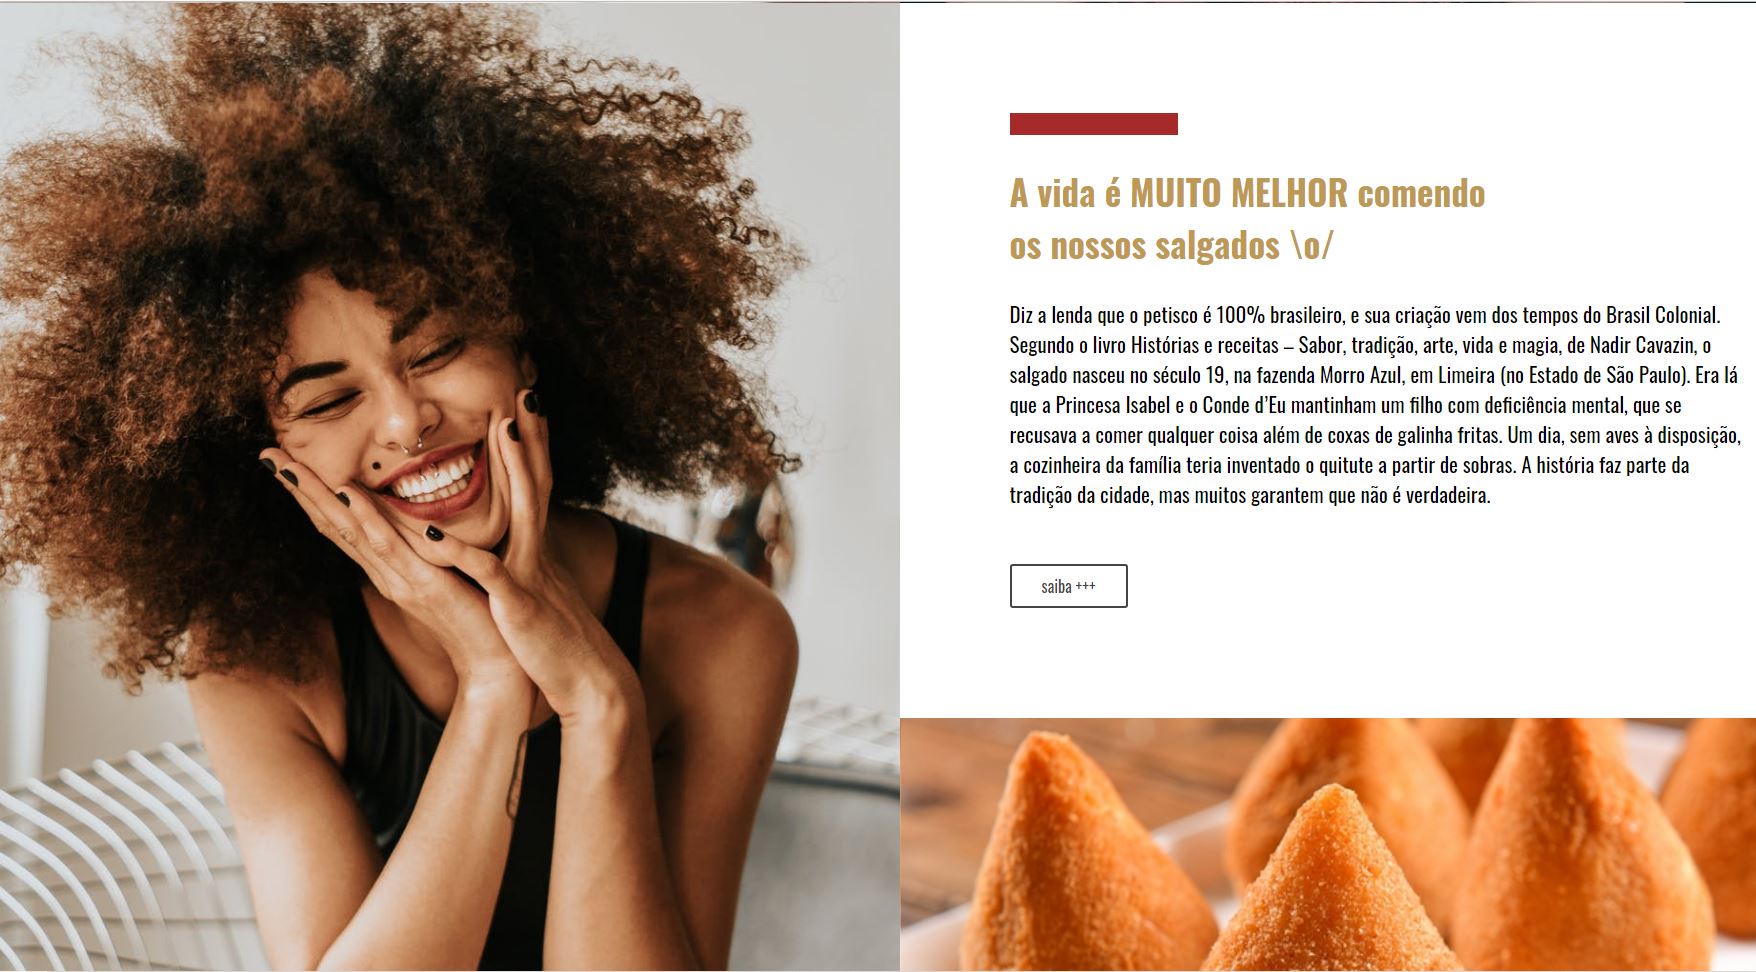 A vida é MUITO MELHOR comendo
os nossos salgados \o/
Diz a lenda que o petisco é 100% brasileiro, e sua criação vem dos tempos do Brasil Colonial.
Segundo o livro Histórias e receitas – Sabor, tradição, arte, vida e magia, de Nadir Cavazin, o
salgado nasceu no século 19, na fazenda Morro Azul, em Limeira (no Estado de São Paulo). Era lá
que a Princesa Isabel e o Conde d’Eu mantinham um filho com deficiência mental, que se
recusava a comer qualquer coisa além de coxas de galinha fritas. Um dia, sem aves à disposição,
a cozinheira da família teria inventado o quitute a partir de sobras. A história faz parte da
tradição da cidade, mas muitos garantem que não é verdadeira.
saiba +++